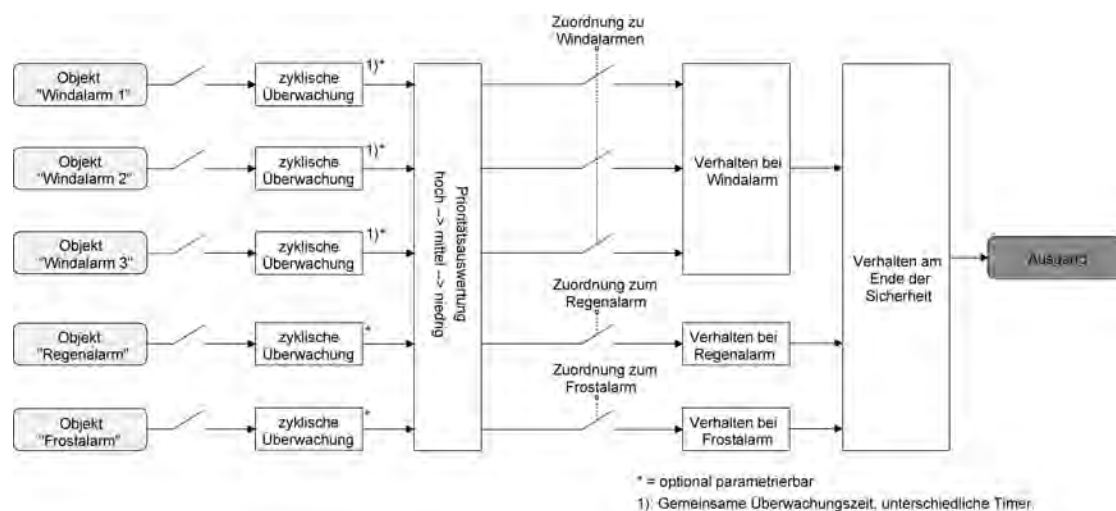 Zuordnung zu
Windalarmen
Objekt
"Windalarm 1"
zyklische
Überwachung
1)*
Objekt
"Windalarm 2"
zyklische
Überwachung
1)*
Verhalten bei
Windalarm
Objekt
"Windalarm 3"
zyklische
Überwachung
1)*
Prioritätsauswertung
hoch --> mittel --> niedrig
Verhalten am
Ende der
Sicherheit
Ausgang
Zuordnung zum
Regenalarm
Objekt
"Regenalarm"
zyklische
Überwachung
*
Verhalten bei
Regenalarm
Zuordnung zum
Frostalarm
Objekt
"Frostalarm"
zyklische
Überwachung
*
Verhalten bei
Frostalarm
* = optional parametrierbar
1): Gemeinsame Überwachungszeit, unterschiedliche Timer.